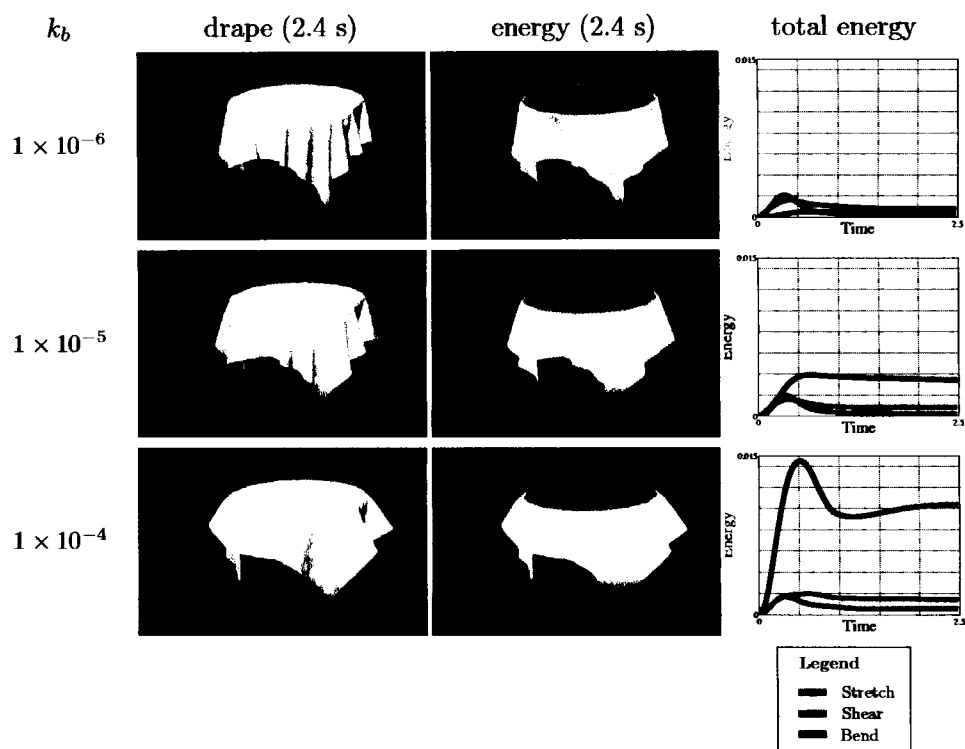 k_b drape (2.4 s) energy (2.4 s) total energy
1 × 10⁻⁶
0.015
0 Time 2.5
1 × 10⁻⁵
0.015
Energy
0 Time 2.5
1 × 10⁻⁴
0.015
Energy
0 Time 2.5
Legend
Stretch
Shear
Bend